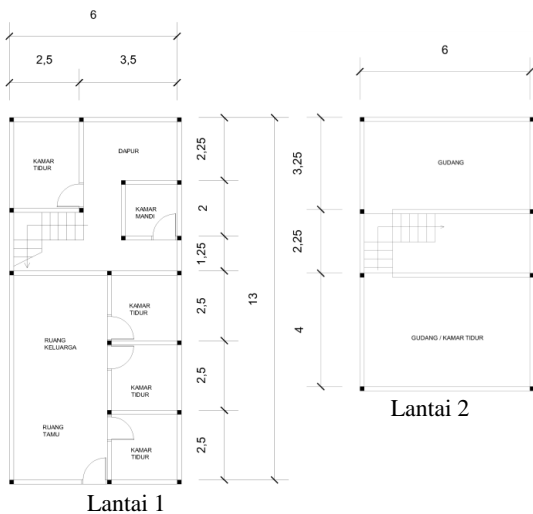 6
2,5
3,5
KAMAR
TIDUR
DAPUR
KAMAR
MANDI
KAMAR
TIDUR
RUANG
KELUARGA
KAMAR
TIDUR
RUANG
TAMU
KAMAR
TIDUR
2,25
2
1,25
2,5
2,5
2,5
13
Lantai 1
6
3,25
2,25
4
GUDANG
GUDANG / KAMAR TIDUR
Lantai 2